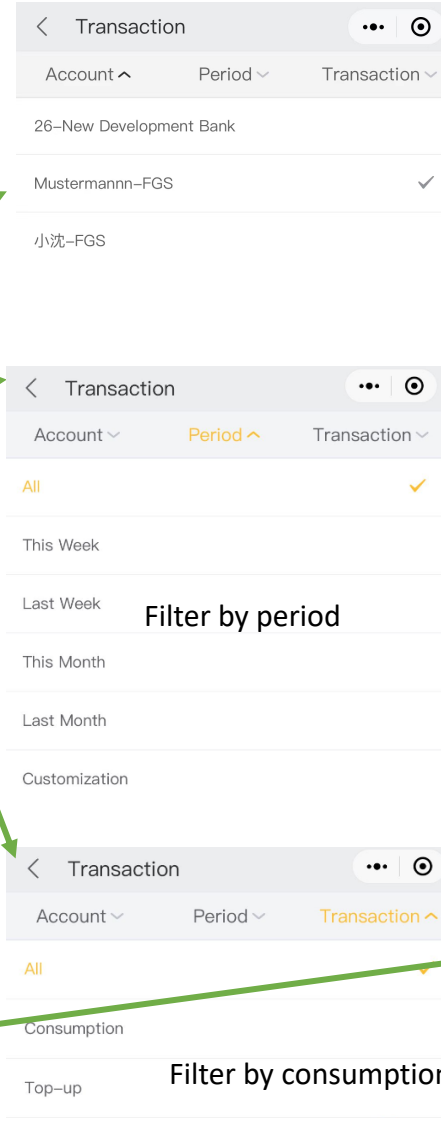 Transaction
Account Period Transaction
26-New Development Bank
Mustermannn-FGS
小沈-FGS
Transaction
Account Period Transaction
All
This Week
Last Week
Filter by period
This Month
Last Month
Customization
Transaction
Account Period Transaction
All
Consumption
Filter by consumption
Top-up